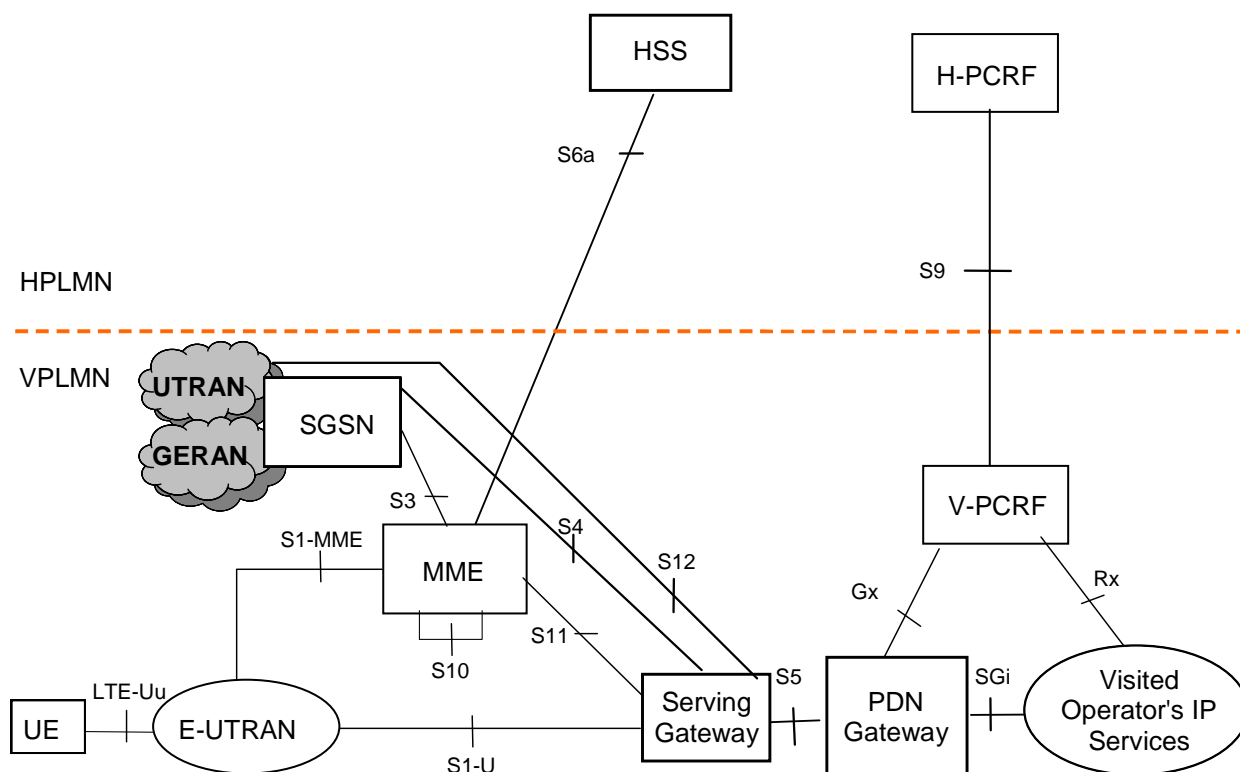 HSS
H-PCRF
S6a
S9
HPLMN
VPLMN
UTRAN
SGSN
GERAN
S3
S4
V-PCRF
S1-MME
MME
S12
Gx
Rx
S11
S10
LTE-Uu
S5
SGi
UE
E-UTRAN
Serving
Gateway
PDN
Gateway
Visited
Operator's IP
Services
S1-U